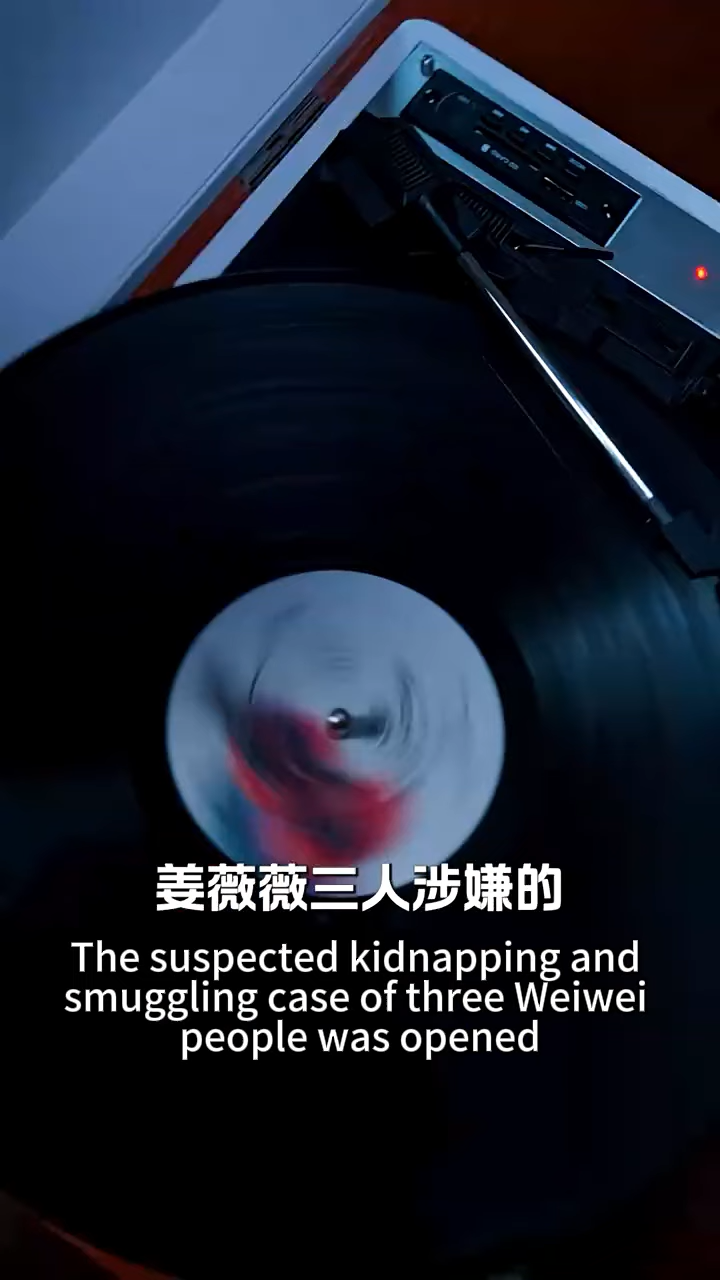 姜薇薇三人涉嫌的
The suspected kidnapping and
smuggling case of three Weiwei
people was opened